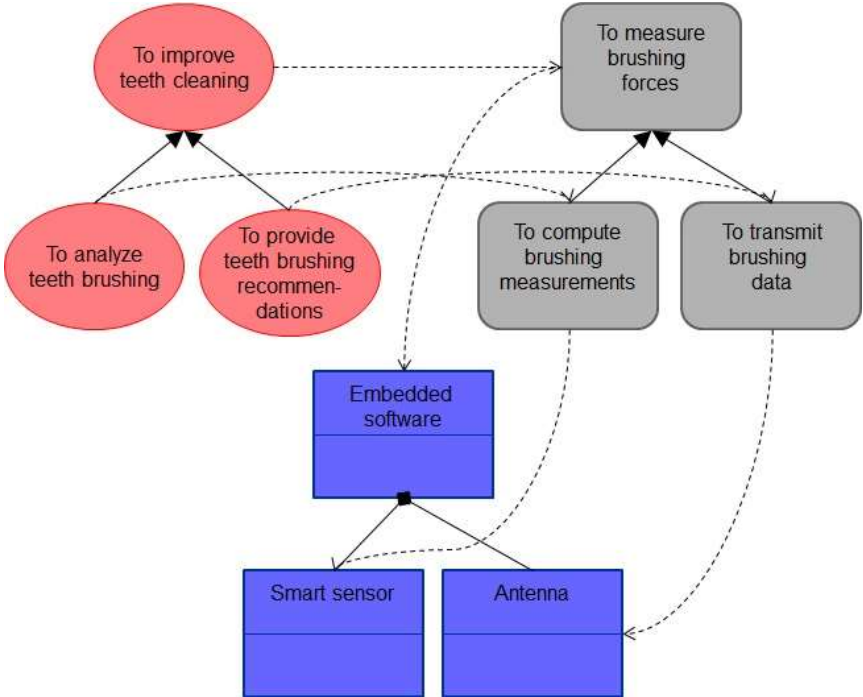 To improve
teeth cleaning
To measure
brushing
forces
To analyze
teeth brushing
To provide
teeth brushing
recommen-
dations
To compute
brushing
measurements
To transmit
brushing
data
Embedded
software
Smart sensor
Antenna